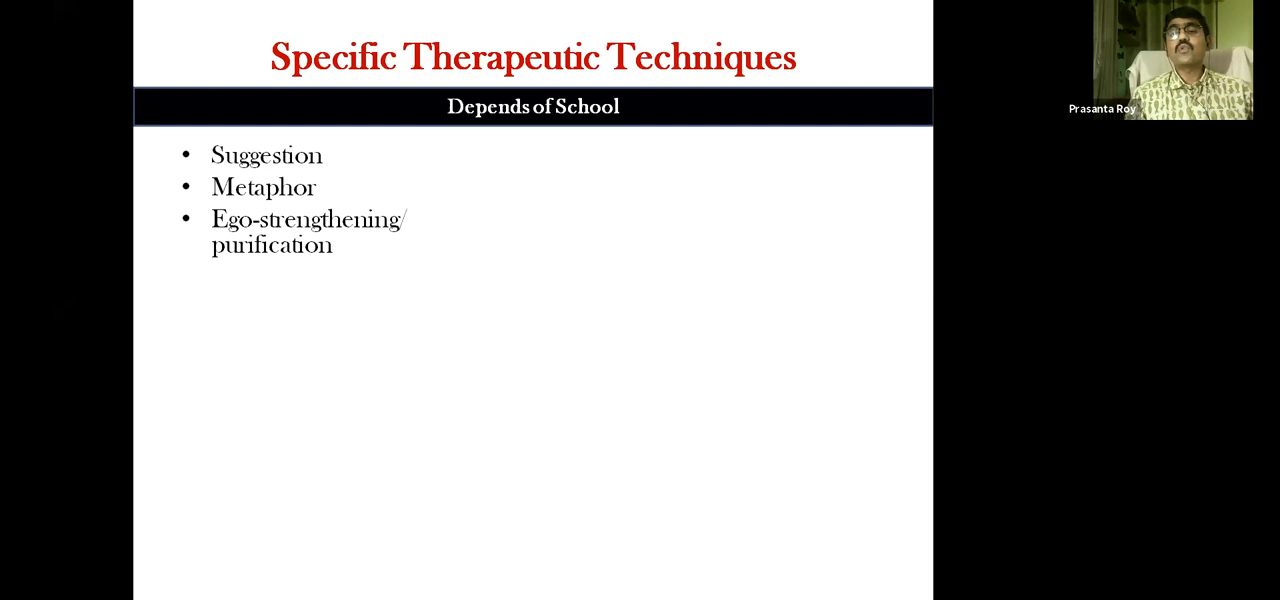 Specific Therapeutic Techniques
Depends of School
• Suggestion
• Metaphor
• Ego-strengthening/
purification
Prasanta Roy